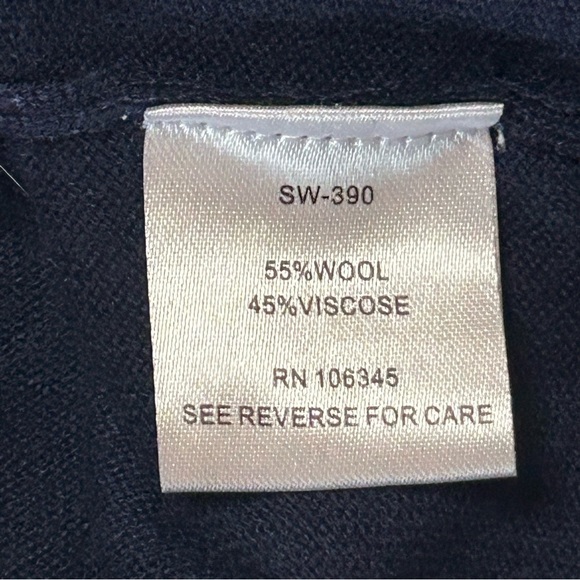 SW-390
55%WOOL
45%VISCOSE
RN 106345
SEE REVERSE FOR CARE